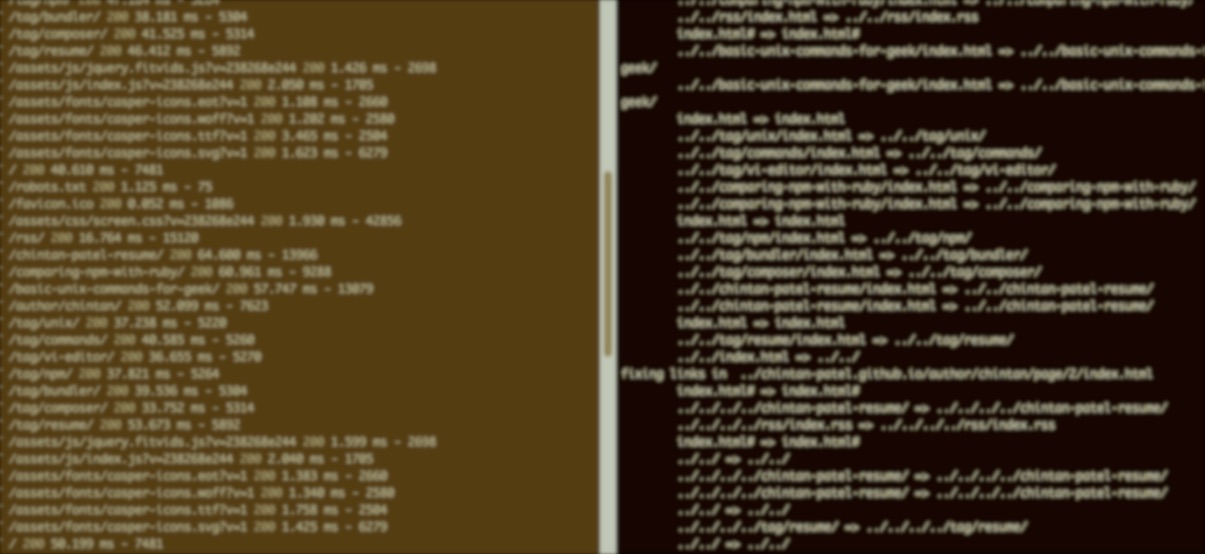 /tag/bundler/ 200 38.181 ms - 5304
/tag/composer/ 200 41.525 ms - 5314
/tag/resume/ 200 46.412 ms - 5892
/assets/js/jquery.fitvids.js?v=238268e244 200 1.426 ms - 2698
/assets/js/index.js?v=238268e244 200 2.050 ms - 1705
/assets/fonts/casper-icons.eot?v=1 200 1.108 ms - 2660
/assets/fonts/casper-icons.woff?v=1 200 1.202 ms - 2580
/assets/fonts/casper-icons.ttf?v=1 200 3.465 ms - 2504
/assets/fonts/casper-icons.svg?v=1 200 1.623 ms - 6279
/ 200 40.610 ms - 7481
/robots.txt 200 1.125 ms - 75
/favicon.ico 200 0.052 ms - 1086
/assets/css/screen.css?v=238268e244 200 1.930 ms - 42856
/rss/ 200 16.764 ms - 15120
/chintan-patel-resume/ 200 64.600 ms - 13966
/comparing-npm-with-ruby/ 200 60.961 ms - 9288
/basic-unix-commands-for-geek/ 200 57.747 ms - 13079
/author/chintan/ 200 52.099 ms - 7623
/tag/unix/ 200 37.238 ms - 5220
/tag/commands/ 200 40.585 ms - 5260
/tag/vi-editor/ 200 36.655 ms - 5270
/tag/npm/ 200 37.821 ms - 5264
/tag/bundler/ 200 39.536 ms - 5304
/tag/composer/ 200 33.752 ms - 5314
/tag/resume/ 200 53.673 ms - 5892
/assets/js/jquery.fitvids.js?v=238268e244 200 1.599 ms - 2698
/assets/js/index.js?v=238268e244 200 2.040 ms - 1705
/assets/fonts/casper-icons.eot?v=1 200 1.383 ms - 2660
/assets/fonts/casper-icons.woff?v=1 200 1.340 ms - 2580
/assets/fonts/casper-icons.ttf?v=1 200 1.758 ms - 2504
/assets/fonts/casper-icons.svg?v=1 200 1.425 ms - 6279
/ 200 50.199 ms - 7481
../../rss/index.html => ../../rss/index.rss
index.html# => index.html#
../../basic-unix-commands-for-geek/index.html => ../../basic-unix-commands-
geek/
../../basic-unix-commands-for-geek/index.html => ../../basic-unix-commands-
geek/
index.html => index.html
../../tag/unix/index.html => ../../tag/unix/
../../tag/commands/index.html => ../../tag/commands/
../../tag/vi-editor/index.html => ../../tag/vi-editor/
../../comparing-npm-with-ruby/index.html => ../../comparing-npm-with-ruby/
../../comparing-npm-with-ruby/index.html => ../../comparing-npm-with-ruby/
index.html => index.html
../../tag/npm/index.html => ../../tag/npm/
../../tag/bundler/index.html => ../../tag/bundler/
../../tag/composer/index.html => ../../tag/composer/
../../chintan-patel-resume/index.html => ../../chintan-patel-resume/
../../chintan-patel-resume/index.html => ../../chintan-patel-resume/
index.html => index.html
../../tag/resume/index.html => ../../tag/resume/
../../index.html => ../../
fixing links in ../chintan-patel.github.io/author/chintan/page/2/index.html
index.html# => index.html#
../../../../chintan-patel-resume/ => ../../../../chintan-patel-resume/
../../../../rss/index.rss => ../../../../rss/index.rss
index.html# => index.html#
../../ => ../../
../../../../chintan-patel-resume/ => ../../../../chintan-patel-resume/
../../../../chintan-patel-resume/ => ../../../../chintan-patel-resume/
../../ => ../../
../../../../tag/resume/ => ../../../../tag/resume/
../../ => ../../